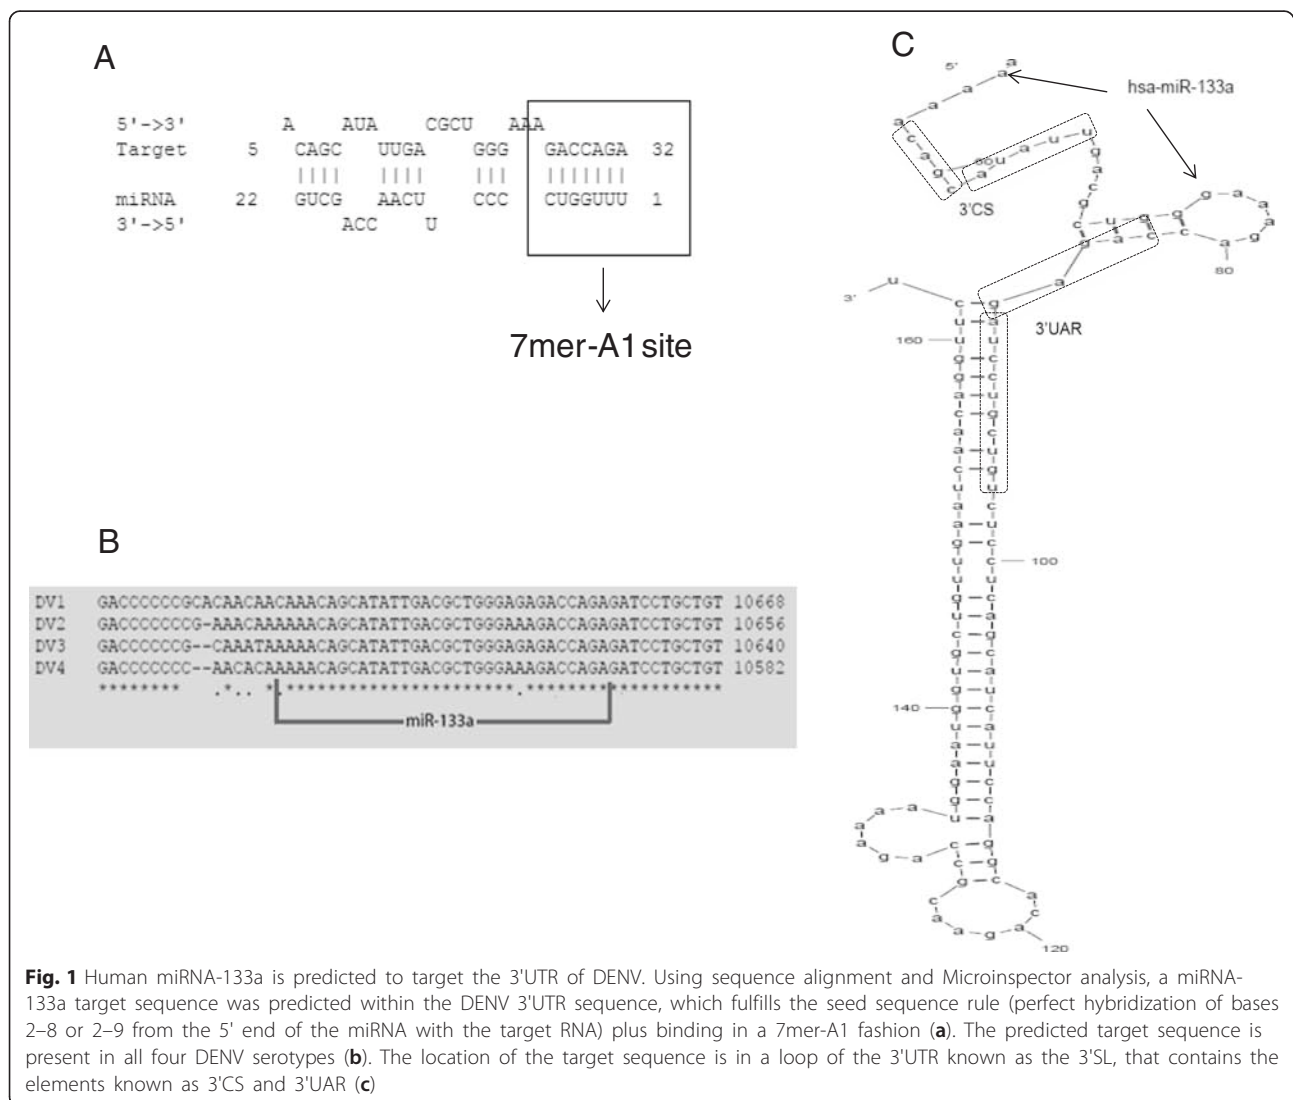 A
5'->3' A AUA CGCU AAA
Target 5 CAGC UUGA GGG GACCAGA 32
|||| |||| ||| |||||||
miRNA 22 GUCG AACU CCC CUGGUUU 1
3'->5' ACC U
7mer-A1 site
B
DV1 GACCCCCCGCACAACAACAAACAGCATATTGACGCTGGGAGAGACCAGAGATCCTGCTGT 10668
DV2 GACCCCCCCG-AAACAAAAAACAGCATATTGACGCTGGGAAAGACCAGAGATCCTGCTGT 10656
DV3 GACCCCCCG--CAAATAAAAAACAGCATATTGACGCTGGGAGAGACCAGAGATCCTGCTGT 10640
DV4 GACCCCCCC--AACACAAAAACAGCATATTGACGCTGGGAAAGACCAGAGATCCTGCTGT 10582
miR-133a
C
5'
hsa-miR-133a
3'CS
80
3'
3'UAR
160
100
140
120
Fig. 1 Human miRNA-133a is predicted to target the 3'UTR of DENV. Using sequence alignment and Microinspector analysis, a miRNA-
133a target sequence was predicted within the DENV 3'UTR sequence, which fulfills the seed sequence rule (perfect hybridization of bases
2–8 or 2–9 from the 5' end of the miRNA with the target RNA) plus binding in a 7mer-A1 fashion (a). The predicted target sequence is
present in all four DENV serotypes (b). The location of the target sequence is in a loop of the 3'UTR known as the 3'SL, that contains the
elements known as 3'CS and 3'UAR (c)